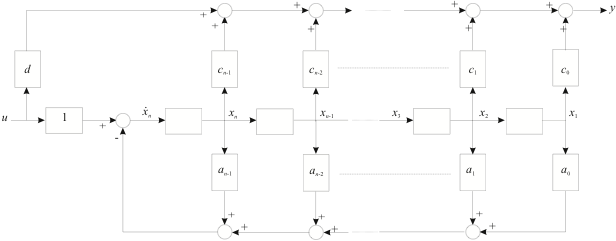 + + + y
+ + + +
d c_{n-1} c_{n-2} c_1 c_0
u 1 + ẋ_n x_n x_{n-1} x_3 x_2 x_1
-
a_{n-1} a_{n-2} a_1 a_0
+ + +
+ + +